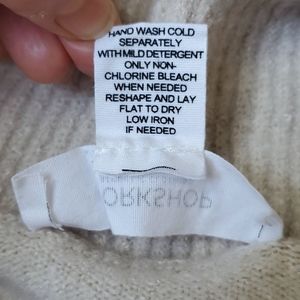 HAND WASH COLD
SEPARATELY
WITH MILD DETERGENT
ONLY NON-
CHLORINE BLEACH
WHEN NEEDED
RESHAPE AND LAY
FLAT TO DRY
LOW IRON
IF NEEDED
ORKSHOP